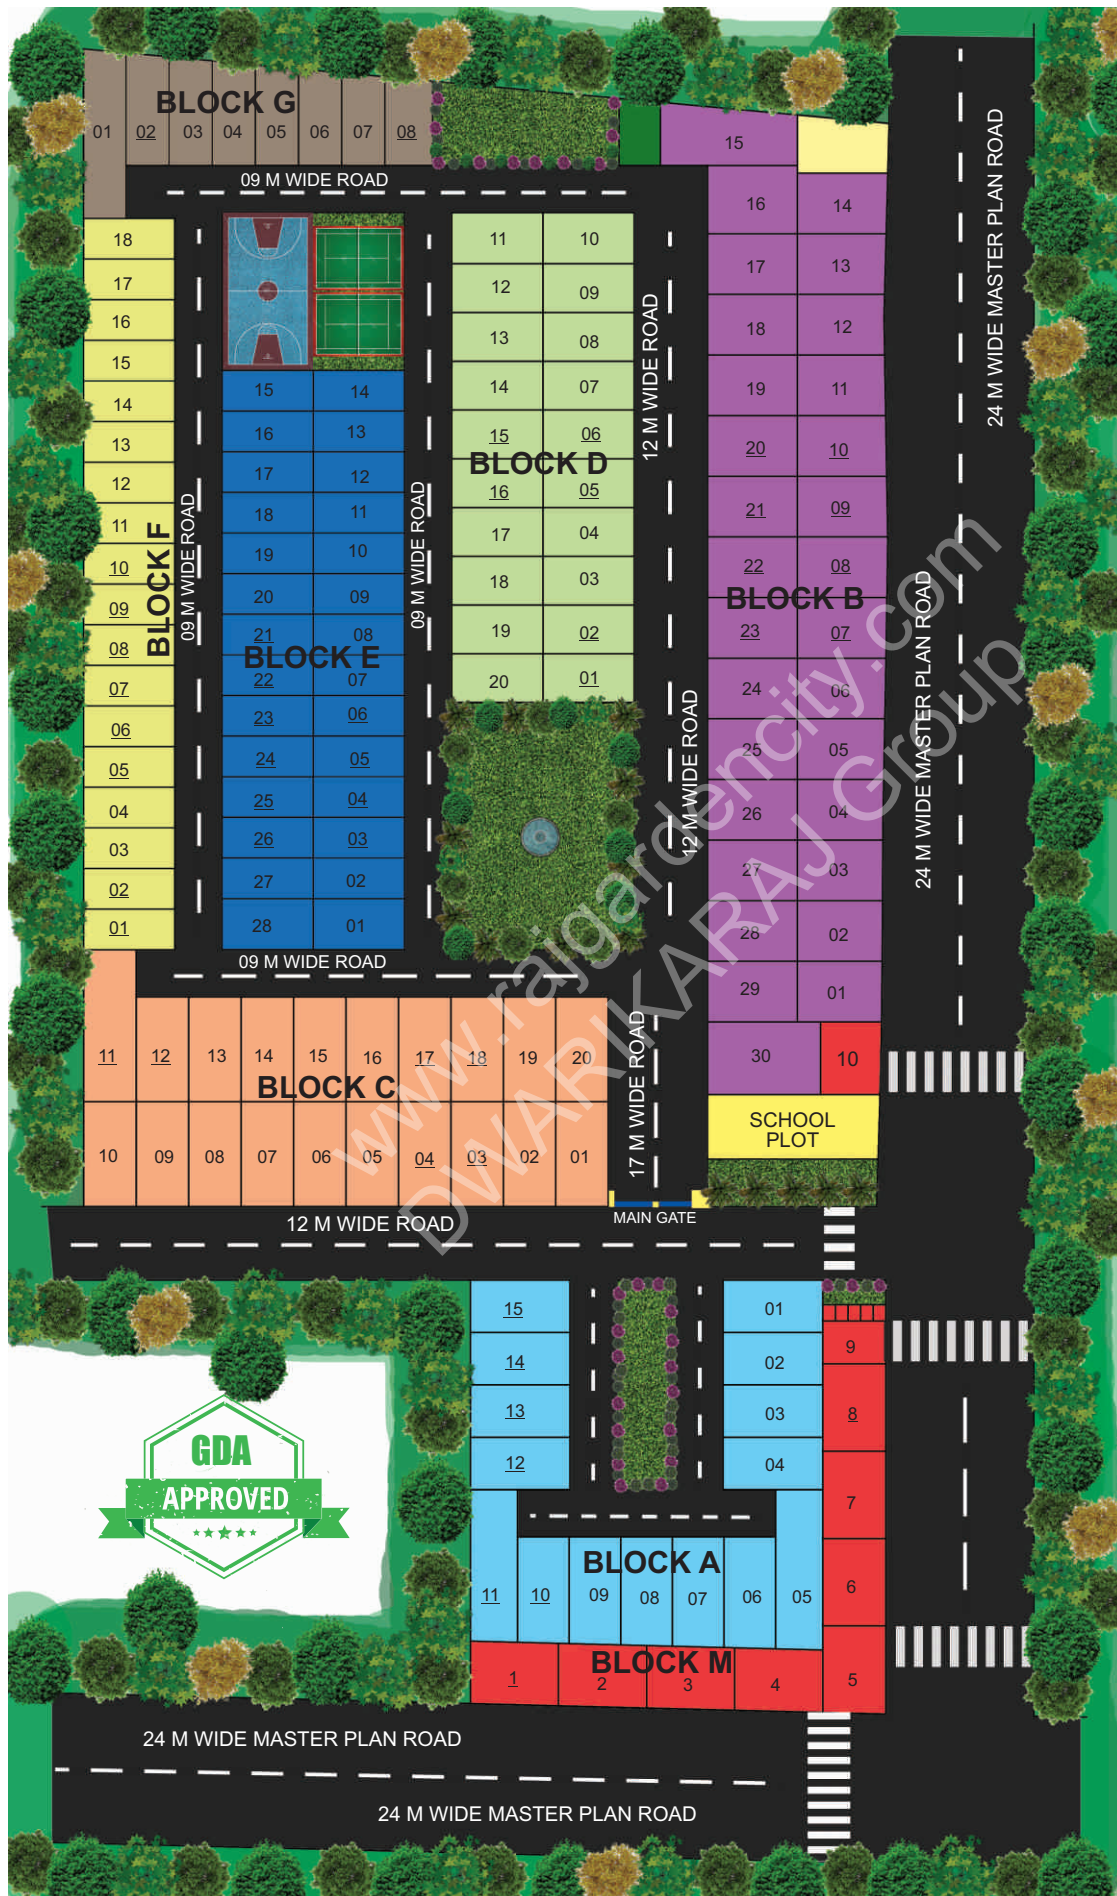 BLOCK G
01 02 03 04 05 06 07 08
09 M WIDE ROAD
15
16 14
17 13
18 12
19 11
20 10
21 09
22 08
BLOCK B
23 07
24 06
25 05
26 04
27 03
28 02
29 01
30 10
SCHOOL
PLOT
24 M WIDE MASTER PLAN ROAD
24 M WIDE MASTER PLAN ROAD
12 M WIDE ROAD
12 M WIDE ROAD
11 10
12 09
13 08
14 07
15 06
BLOCK D
16 05
17 04
18 03
19 02
20 01
09 M WIDE ROAD
15 14
16 13
17 12
18 11
19 10
20 09
21 08
BLOCK E
22 07
23 06
24 05
25 04
26 03
27 02
28 01
09 M WIDE ROAD
18
17
16
15
14
13
12
11
10
09
08
07
06
05
04
03
02
01
BLOCK F
09 M WIDE ROAD
11 12 13 14 15 16 17 18 19 20
BLOCK C
10 09 08 07 06 05 04 03 02 01
17 M WIDE ROAD
MAIN GATE
12 M WIDE ROAD
www.rajgardencity.com
DWARIKARAJ Group
15 01
14 02
13 03
12 04
BLOCK A
11 10 09 08 07 06 05
9
8
7
6
5
BLOCK M
1 2 3 4
GDA
APPROVED
24 M WIDE MASTER PLAN ROAD
24 M WIDE MASTER PLAN ROAD